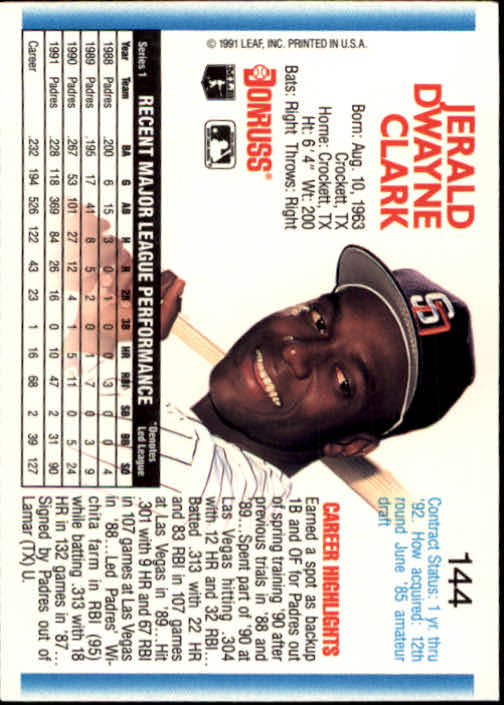 144
JERALD
DWAYNE
CLARK
Born: Aug. 10, 1963
Crockett, TX
Home: Crockett, TX
Ht: 6' 4" Wt: 200
Bats: Right Throws: Right
DONRUSS
© 1991 LEAF, INC. PRINTED IN U.S.A.
Contract Status: 1 yr. thru
'92. How acquired: 12th
round June '85 amateur
draft
CAREER HIGHLIGHTS
Earned a spot as backup
1B and OF for Padres out
of spring training '90 after
previous trials in '88 and
'89...Spent part of '90 at
Las Vegas hitting .304
with 12 HR and 32 RBI...
Batted .313 with 22 HR
and 83 RBI in 107 games
at Las Vegas in '89...Hit
.301 with 9 HR and 67 RBI
in 107 games at Las Vegas
in '88...Led Padres' Wi-
chita farm in RBI (95)
while batting .313 with 18
HR in 132 games in '87...
Signed by Padres out of
Lamar (TX) U.
Series 1 RECENT MAJOR LEAGUE PERFORMANCE *Denotes
Led League
Year Team BA G AB H R 2B 3B HR RBI SB BB SO
1988 Padres .200 6 15 3 0 1 0 0 3 0 0 4
1989 Padres .195 17 41 8 5 2 0 1 7 0 3 9
1990 Padres .267 53 101 27 12 4 1 5 11 0 5 24
1991 Padres .228 118 369 84 26 16 0 10 47 2 31 90
Career .232 194 526 122 43 23 1 16 68 2 39 127